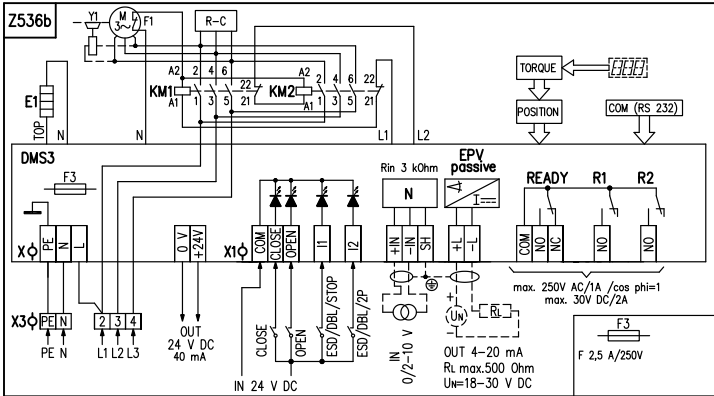 Z536b
Y1
M
3~
F1
R-C
A2
2
4
6
22
A2
2
4
6
22
KM1
KM2
A1
1
3
5
21
A1
1
3
5
21
E1
TOP
N
N
L1
L2
TORQUE
POSITION
COM (RS 232)
DMS3
F3
Rin 3 kOhm
N
EPV
passive
READY
R1
R2
X
PE
N
L
0 V
+24V
X1
COM
CLOSE
OPEN
I1
I2
+IN
-IN
SH
+L
-L
COM
NO
NC
NO
NO
max. 250V AC/1A /cos phi=1
max. 30V DC/2A
X3
PE
N
2
3
4
PE N
L1 L2 L3
OUT
24 V DC
40 mA
CLOSE
OPEN
ESD/DBL/STOP
ESD/DBL/2P
IN 24 V DC
IN
0/2-10 V
+
UN
-
RL
OUT 4-20 mA
RL max.500 Ohm
UN=18-30 V DC
F3
F 2,5 A/250V